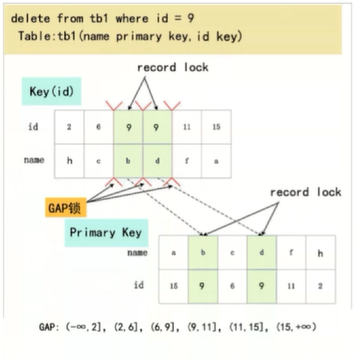 delete from tb1 where id = 9
Table:tb1(name primary key,id key)
record lock
Key(id)
id 2 6 9 9 11 15
name h c b d f a
GAP锁
record lock
Primary Key
name a b c d f h
id 15 9 6 9 11 2
GAP: (-∞,2], (2,6], (6,9], (9,11], (11,15], (15,+∞)